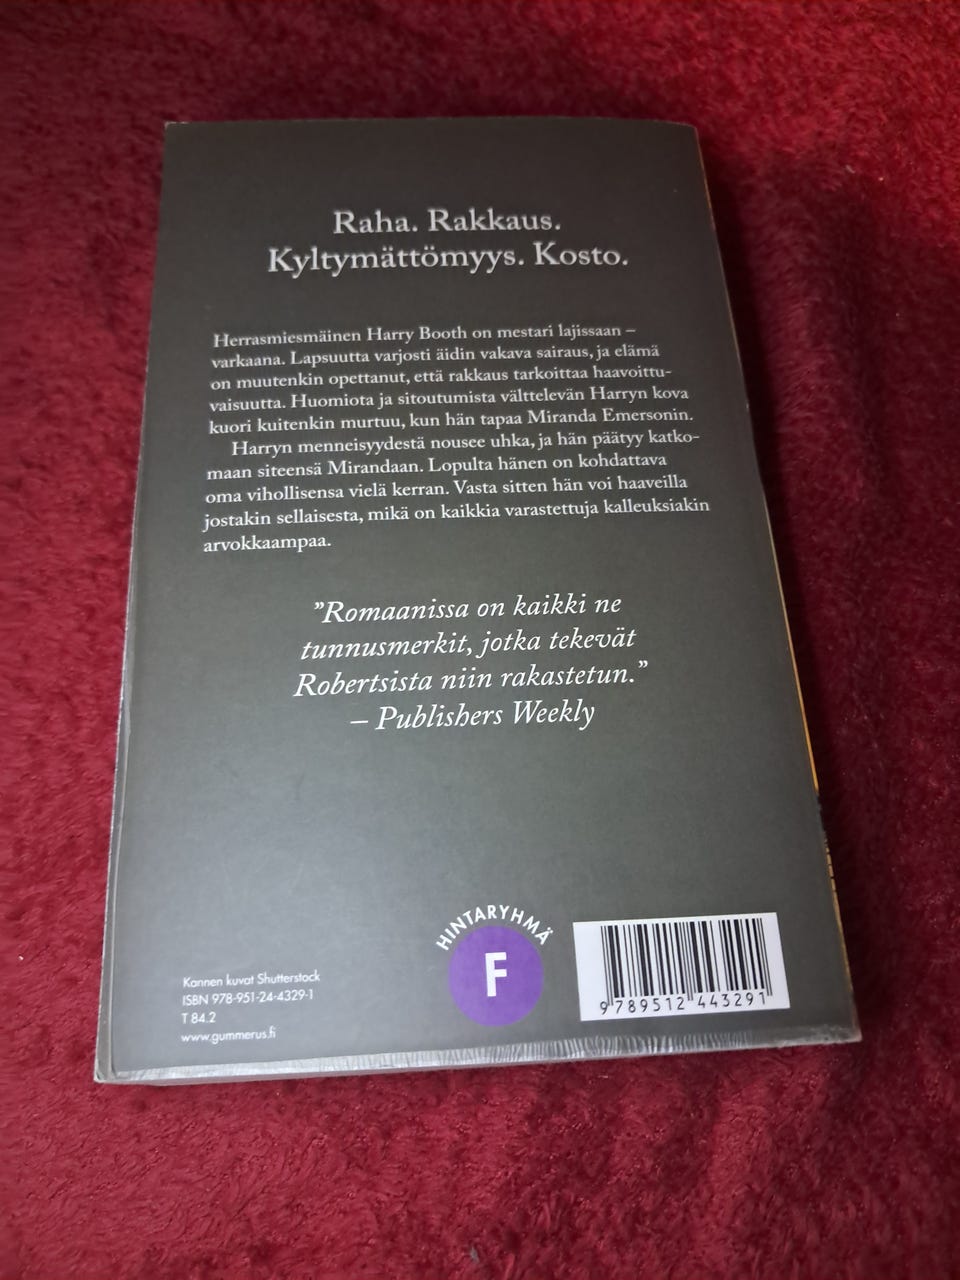 Raha. Rakkaus.
Kyltymättömyys. Kosto.
Herrasmiesmäinen Harry Booth on mestari lajissaan –
varkaana. Lapsuutta varjosti äidin vakava sairaus, ja elämä
on muutenkin opettanut, että rakkaus tarkoittaa haavoittu-
vaisuutta. Huomiota ja sitoutumista välttelevän Harryn kova
kuori kuitenkin murtuu, kun hän tapaa Miranda Emersonin.
Harryn menneisyydestä nousee uhka, ja hän päätyy katko-
maan siteensä Mirandaan. Lopulta hänen on kohdattava
oma vihollisensa vielä kerran. Vasta sitten hän voi haaveilla
jostakin sellaisesta, mikä on kaikkia varastettuja kalleuksiakin
arvokkaampaa.
”Romaanissa on kaikki ne
tunnusmerkit, jotka tekevät
Robertsista niin rakastetun.”
– Publishers Weekly
HINTARYHMÄ
F
Kannen kuvat Shutterstock
ISBN 978-951-24-4329-1
T 84.2
www.gummerus.fi
9 789512 443291